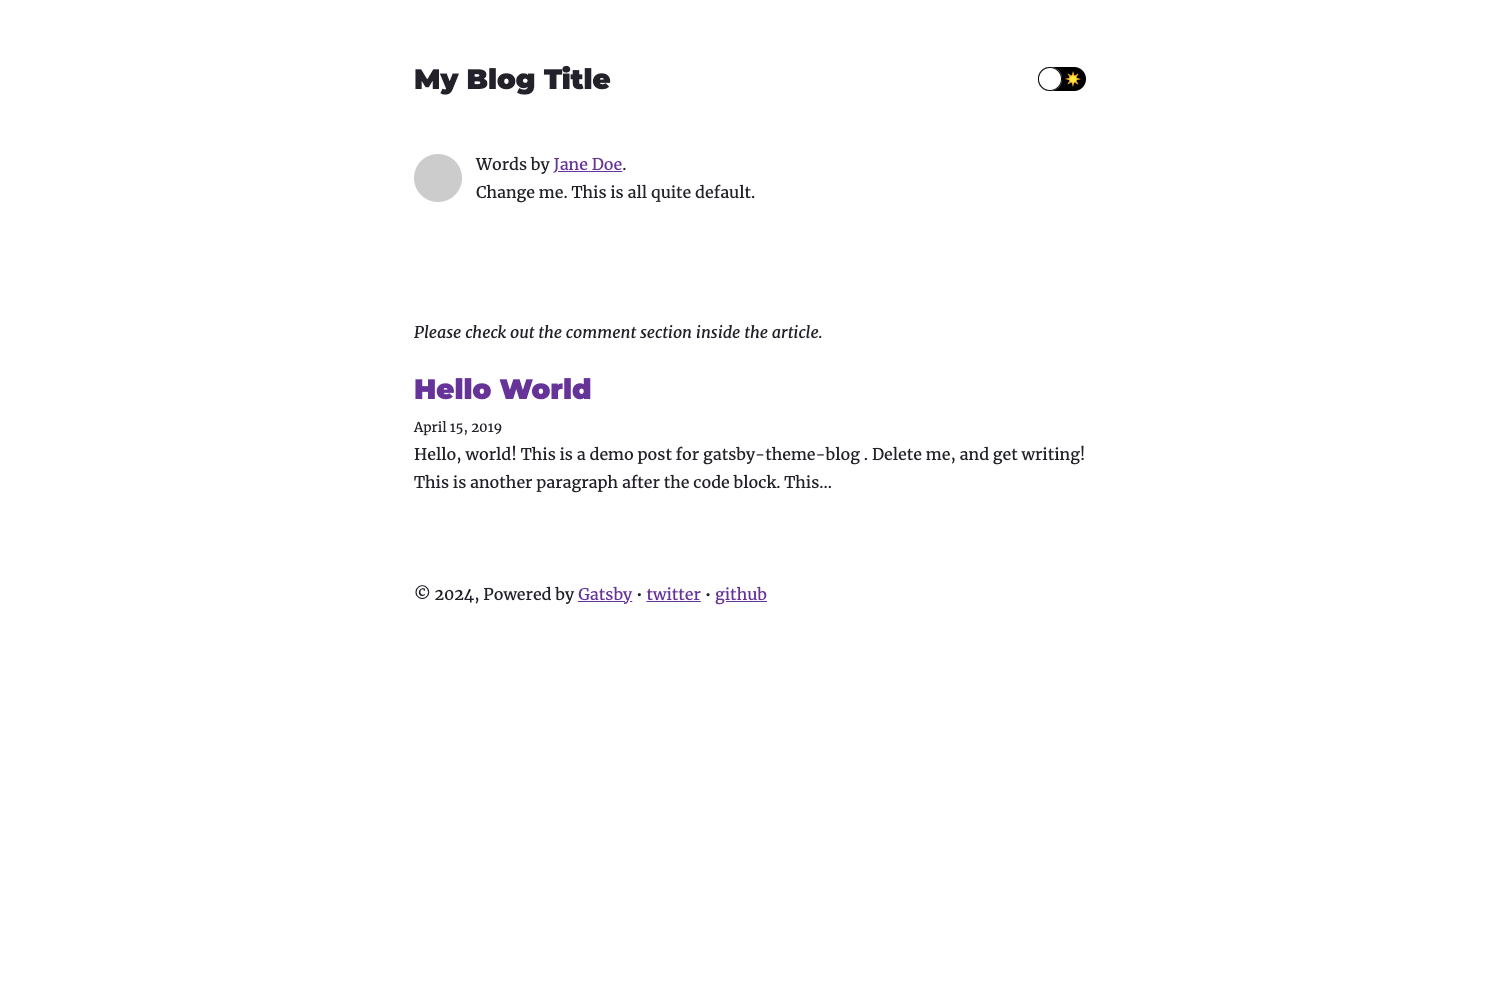 My Blog Title
Words by Jane Doe.
Change me. This is all quite default.
Please check out the comment section inside the article.
Hello World
April 15, 2019
Hello, world! This is a demo post for gatsby-theme-blog . Delete me, and get writing!
This is another paragraph after the code block. This…
© 2024, Powered by Gatsby • twitter • github